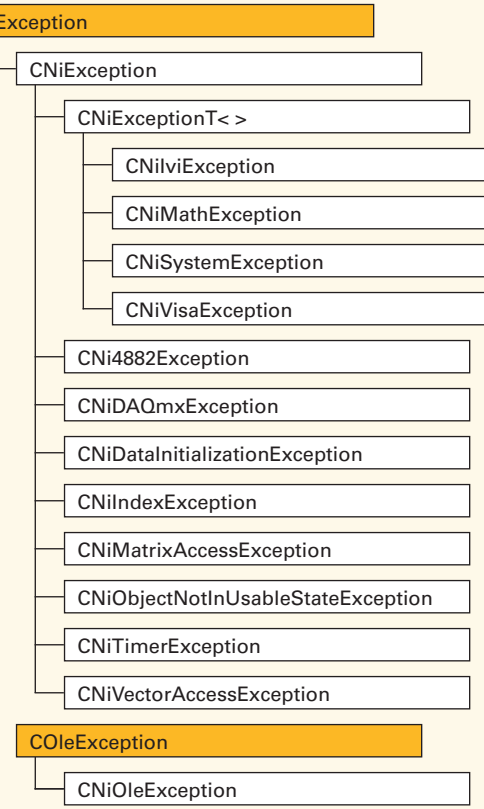 Exception
CNiException
CNiExceptionT< >
CNiIviException
CNiMathException
CNiSystemException
CNiVisaException
CNi4882Exception
CNiDAQmxException
CNiDataInitializationException
CNiIndexException
CNiMatrixAccessException
CNiObjectNotInUsableStateException
CNiTimerException
CNiVectorAccessException
COleException
CNiOleException